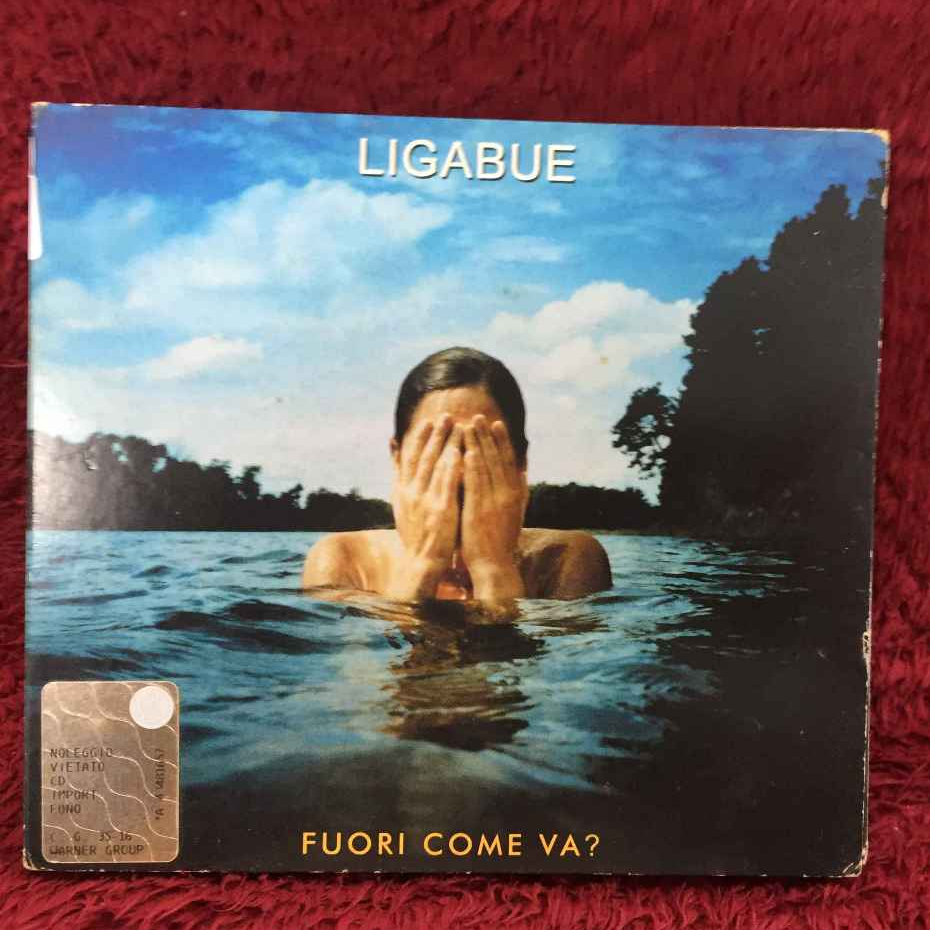 LIGABUE
NOLEGGIO
VIETATO
CD
IMPORT
FONO
WARNER GROUP
FUORI COME VA?